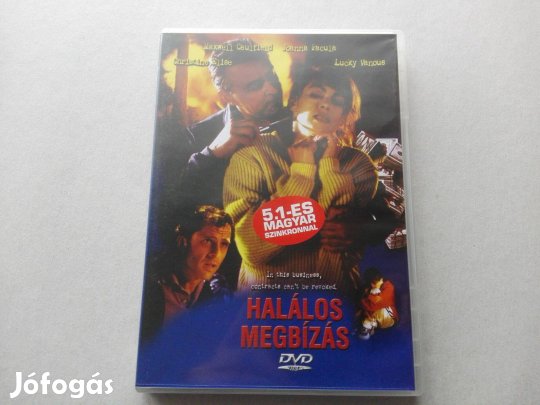 Maxwell Caulfield Joanna Pacula
Christine Elise Lucky Vanous
5.1-ES
MAGYAR
SZINKRONNAL
In this business,
contracts can't be revoked.
HALÁLOS
MEGBÍZÁS
DVD
VIDEO
Jófogás